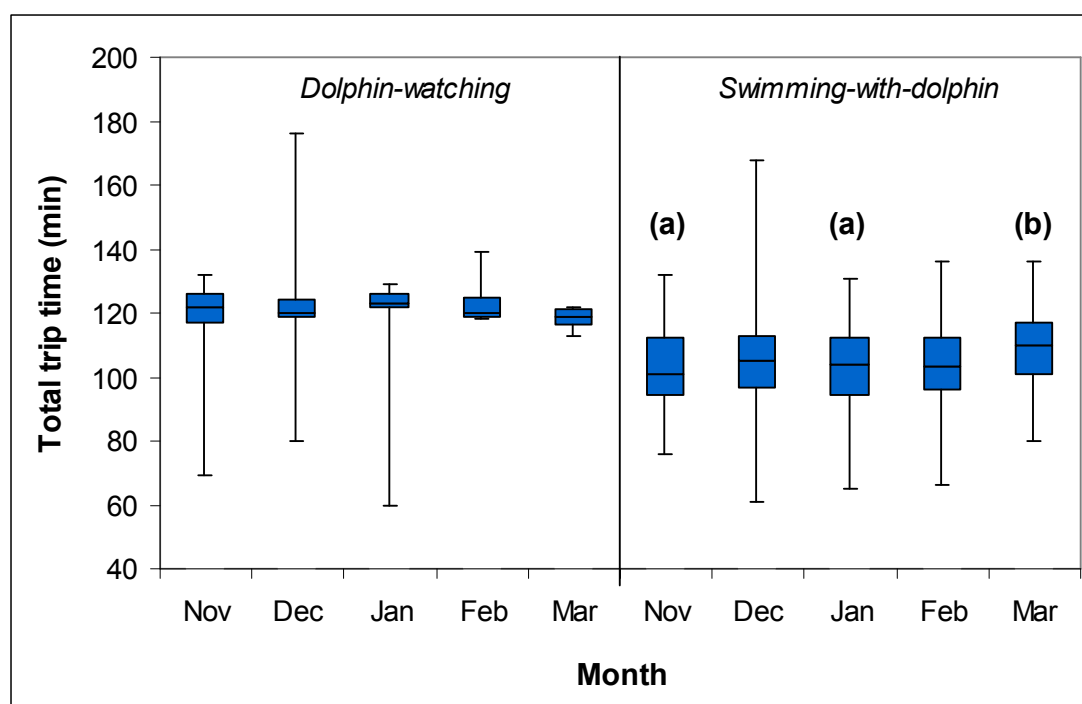 Total trip time (min)
200
180
160
140
120
100
80
60
40
Dolphin-watching
Swimming-with-dolphin
(a) (a) (b)
Nov Dec Jan Feb Mar Nov Dec Jan Feb Mar
Month